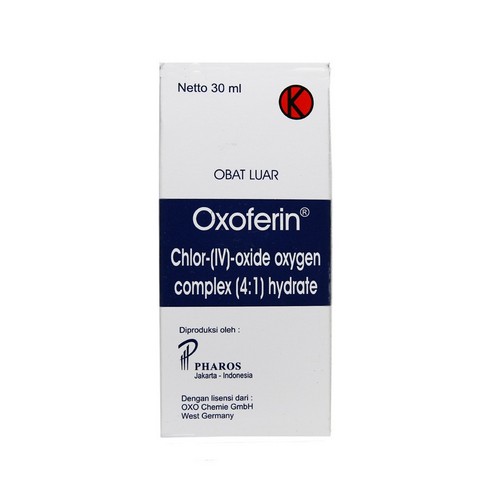 Netto 30 ml
K
OBAT LUAR
Oxoferin®
Chlor-(IV)-oxide oxygen
complex (4:1) hydrate
Diproduksi oleh :
PHAROS
Jakarta - Indonesia
Dengan lisensi dari :
OXO Chemie GmbH
West Germany